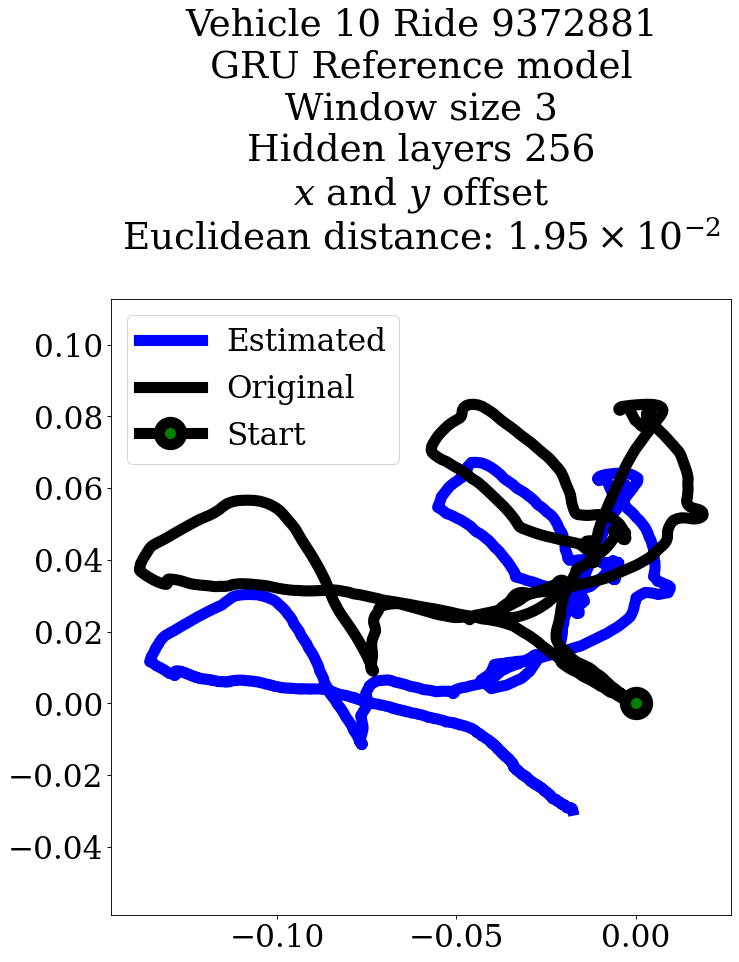 Vehicle 10 Ride 9372881
GRU Reference model
Window size 3
Hidden layers 256
x and y offset
Euclidean distance: 1.95 × 10⁻²
Estimated
Original
Start
0.10
0.08
0.06
0.04
0.02
0.00
−0.02
−0.04
−0.10 −0.05 0.00